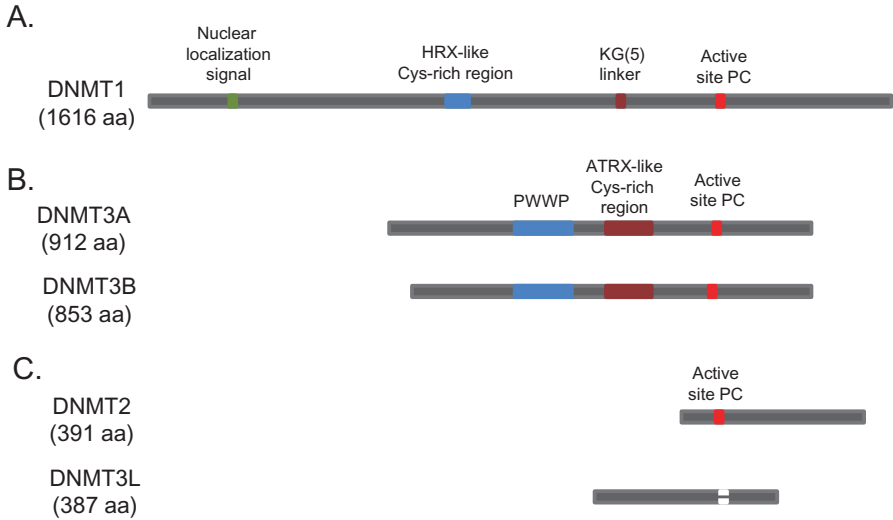 A.
Nuclear
localization
signal
HRX-like
Cys-rich region
KG(5)
linker
Active
site PC
DNMT1
(1616 aa)
B.
PWWP
ATRX-like
Cys-rich
region
Active
site PC
DNMT3A
(912 aa)
DNMT3B
(853 aa)
C.
Active
site PC
DNMT2
(391 aa)
DNMT3L
(387 aa)